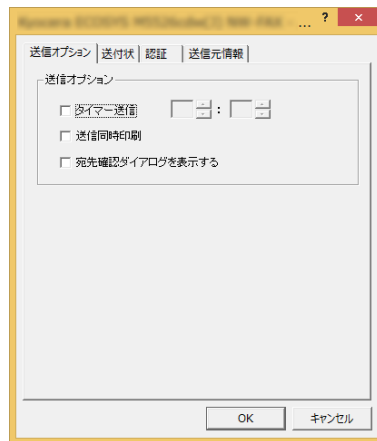 ... ? ×
送信オプション 送付状 認証 送信元情報
送信オプション
タイマー送信 :
送信同時印刷
宛先確認ダイアログを表示する
OK キャンセル